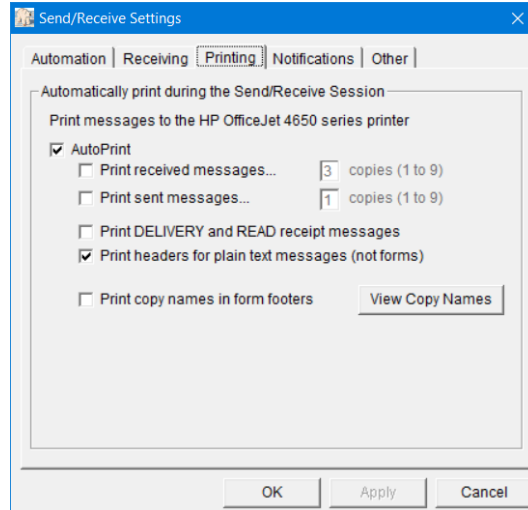 Send/Receive Settings
Automation | Receiving | Printing | Notifications | Other |
Automatically print during the Send/Receive Session
Print messages to the HP OfficeJet 4650 series printer
AutoPrint
Print received messages... 3 copies (1 to 9)
Print sent messages... 1 copies (1 to 9)
Print DELIVERY and READ receipt messages
Print headers for plain text messages (not forms)
Print copy names in form footers View Copy Names
OK Apply Cancel